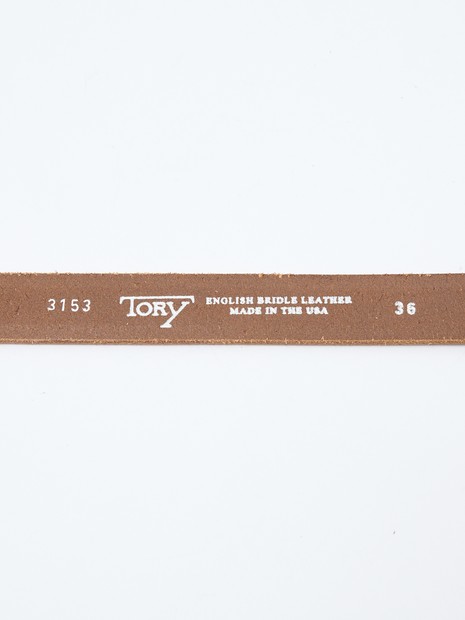 3153
TORY
ENGLISH BRIDLE LEATHER
MADE IN THE USA
36